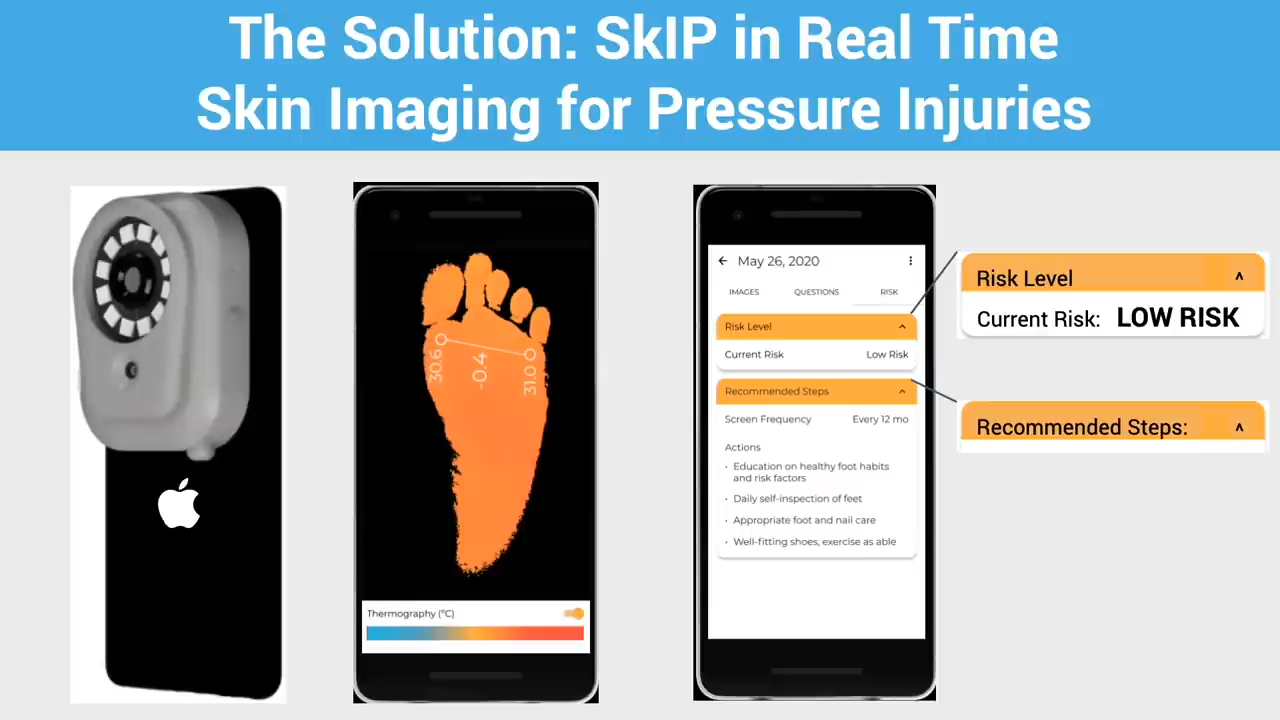 The Solution: SkIP in Real Time
Skin Imaging for Pressure Injuries
30.6
-0.4
31.0
Thermography (°C)
May 26, 2020
IMAGES QUESTIONS RISK
Risk Level
Current Risk Low Risk
Recommended Steps
Screen Frequency Every 12 mo
Actions
· Education on healthy foot habits
and risk factors
· Daily self-inspection of feet
· Appropriate foot and nail care
· Well-fitting shoes, exercise as able
Risk Level
Current Risk: LOW RISK
Recommended Steps: